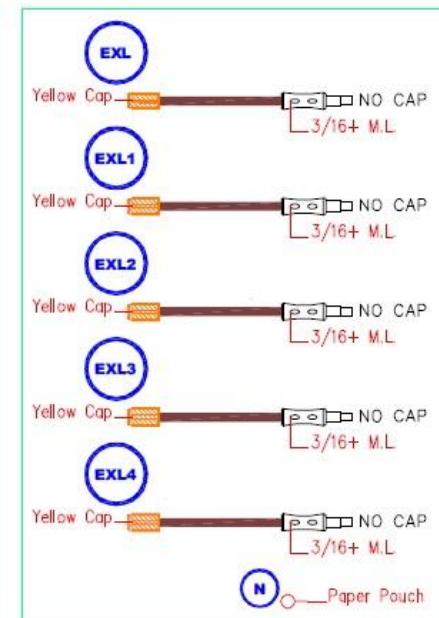 EXL
Yellow Cap NO CAP
3/16+ M.L
EXL1
Yellow Cap NO CAP
3/16+ M.L
EXL2
Yellow Cap NO CAP
3/16+ M.L
EXL3
Yellow Cap NO CAP
3/16+ M.L
EXL4
Yellow Cap NO CAP
3/16+ M.L
N Paper Pouch